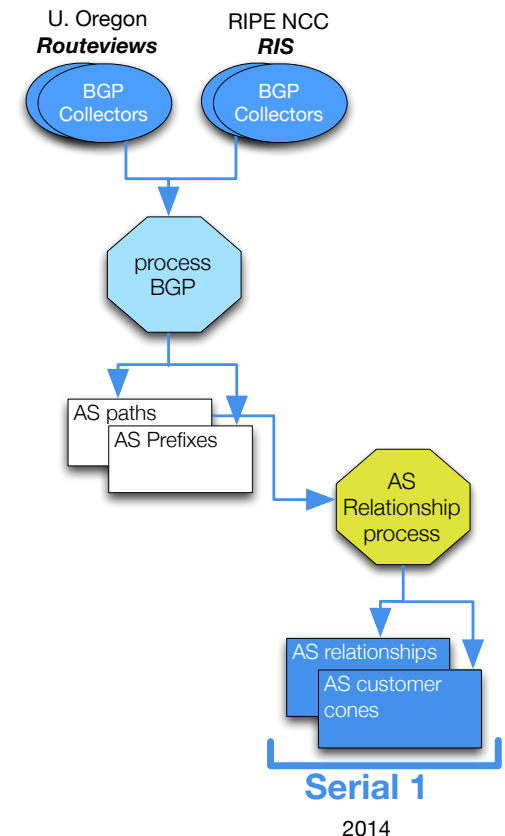 U. Oregon
Routeviews
RIPE NCC
RIS
BGP
Collectors
BGP
Collectors
process
BGP
AS paths
AS Prefixes
AS
Relationship
process
AS relationships
AS customer
cones
Serial 1
2014